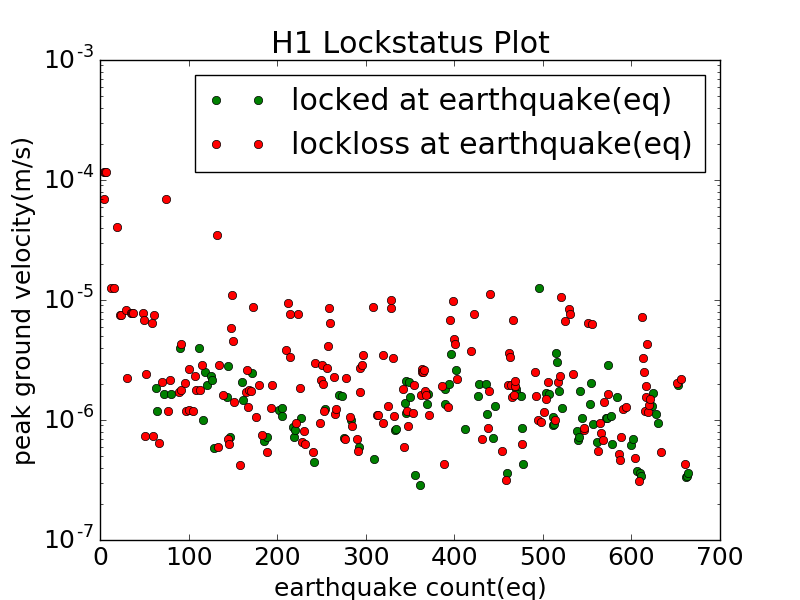 H1 Lockstatus Plot
locked at earthquake(eq)
lockloss at earthquake(eq)
peak ground velocity(m/s)
10^-3
10^-4
10^-5
10^-6
10^-7
0 100 200 300 400 500 600 700
earthquake count(eq)